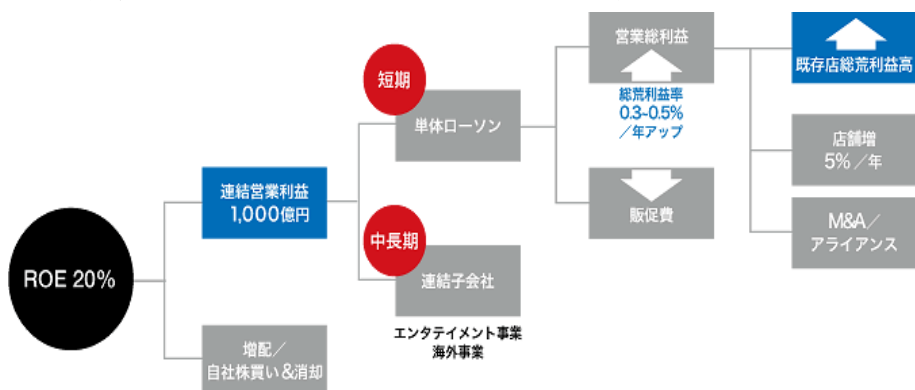 ROE 20%
連結営業利益
1,000億円
増配／
自社株買い＆消却
短期
単体ローソン
中長期
連結子会社
エンタテイメント事業
海外事業
営業総利益
総荒利益率
0.3-0.5%
／年アップ
販促費
既存店総荒利益高
店舗増
5%／年
M&A／
アライアンス